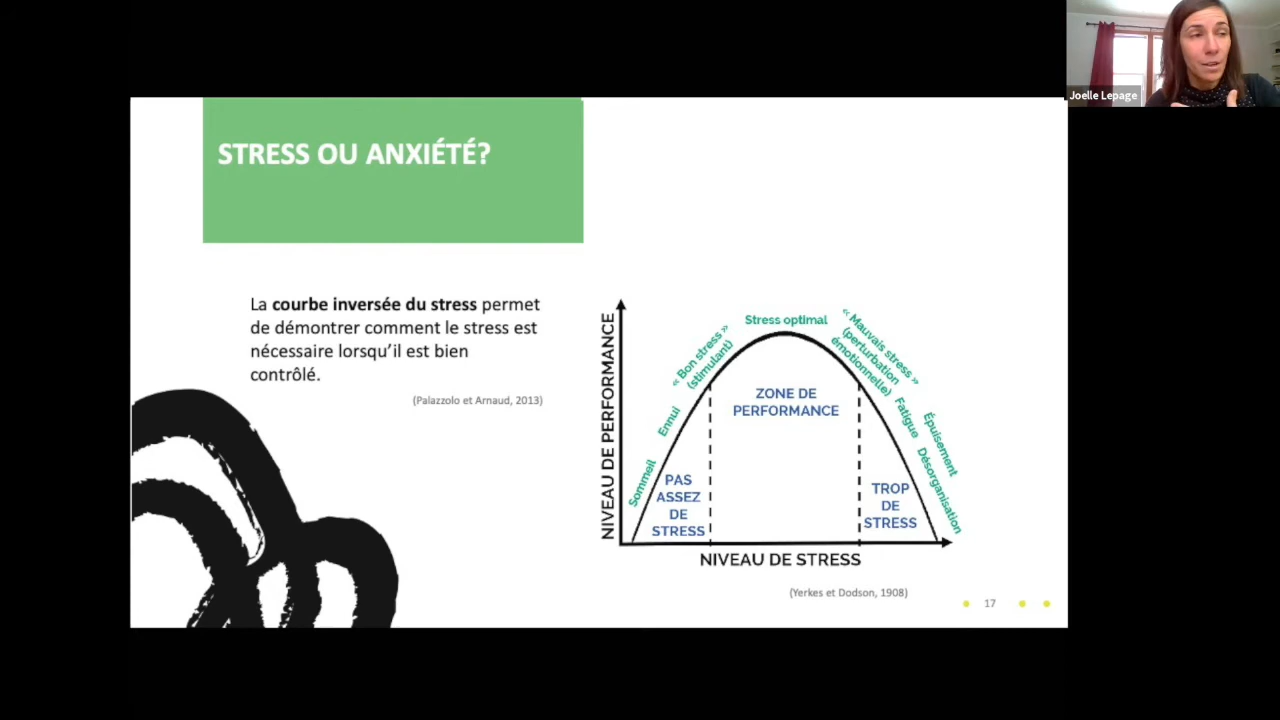 Joelle Lepage
STRESS OU ANXIÉTÉ?
La courbe inversée du stress permet
de démontrer comment le stress est
nécessaire lorsqu'il est bien
contrôlé.
(Palazzolo et Arnaud, 2013)
NIVEAU DE PERFORMANCE
Sommeil
Ennui
« Bon stress »
(stimulant)
Stress optimal
« Mauvais stress »
(perturbation
émotionnelle)
Fatigue
Épuisement
Désorganisation
ZONE DE
PERFORMANCE
PAS
ASSEZ
DE
STRESS
TROP
DE
STRESS
NIVEAU DE STRESS
(Yerkes et Dodson, 1908)
17